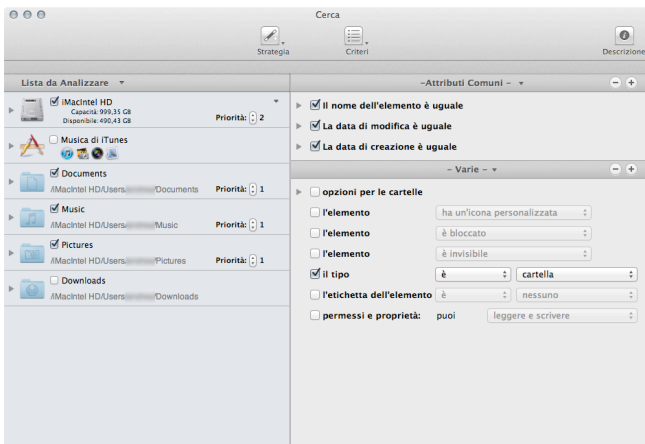 Cerca
Strategia
Criteri
Descrizione
Lista da Analizzare
iMacIntel HD
Capacità: 999,35 GB
Disponibile: 490,43 GB
Priorità: 2
Musica di iTunes
Documents
/iMacIntel HD/Users/ /Documents
Priorità: 1
Music
/iMacIntel HD/Users/ /Music
Priorità: 1
Pictures
/iMacIntel HD/Users/ /Pictures
Priorità: 1
Downloads
/iMacIntel HD/Users/ /Downloads
-Attributi Comuni -
Il nome dell'elemento è uguale
La data di modifica è uguale
La data di creazione è uguale
- Varie -
opzioni per le cartelle
l'elemento ha un'icona personalizzata
l'elemento è bloccato
l'elemento è invisibile
il tipo è cartella
l'etichetta dell'elemento è nessuno
permessi e proprietà: puoi leggere e scrivere